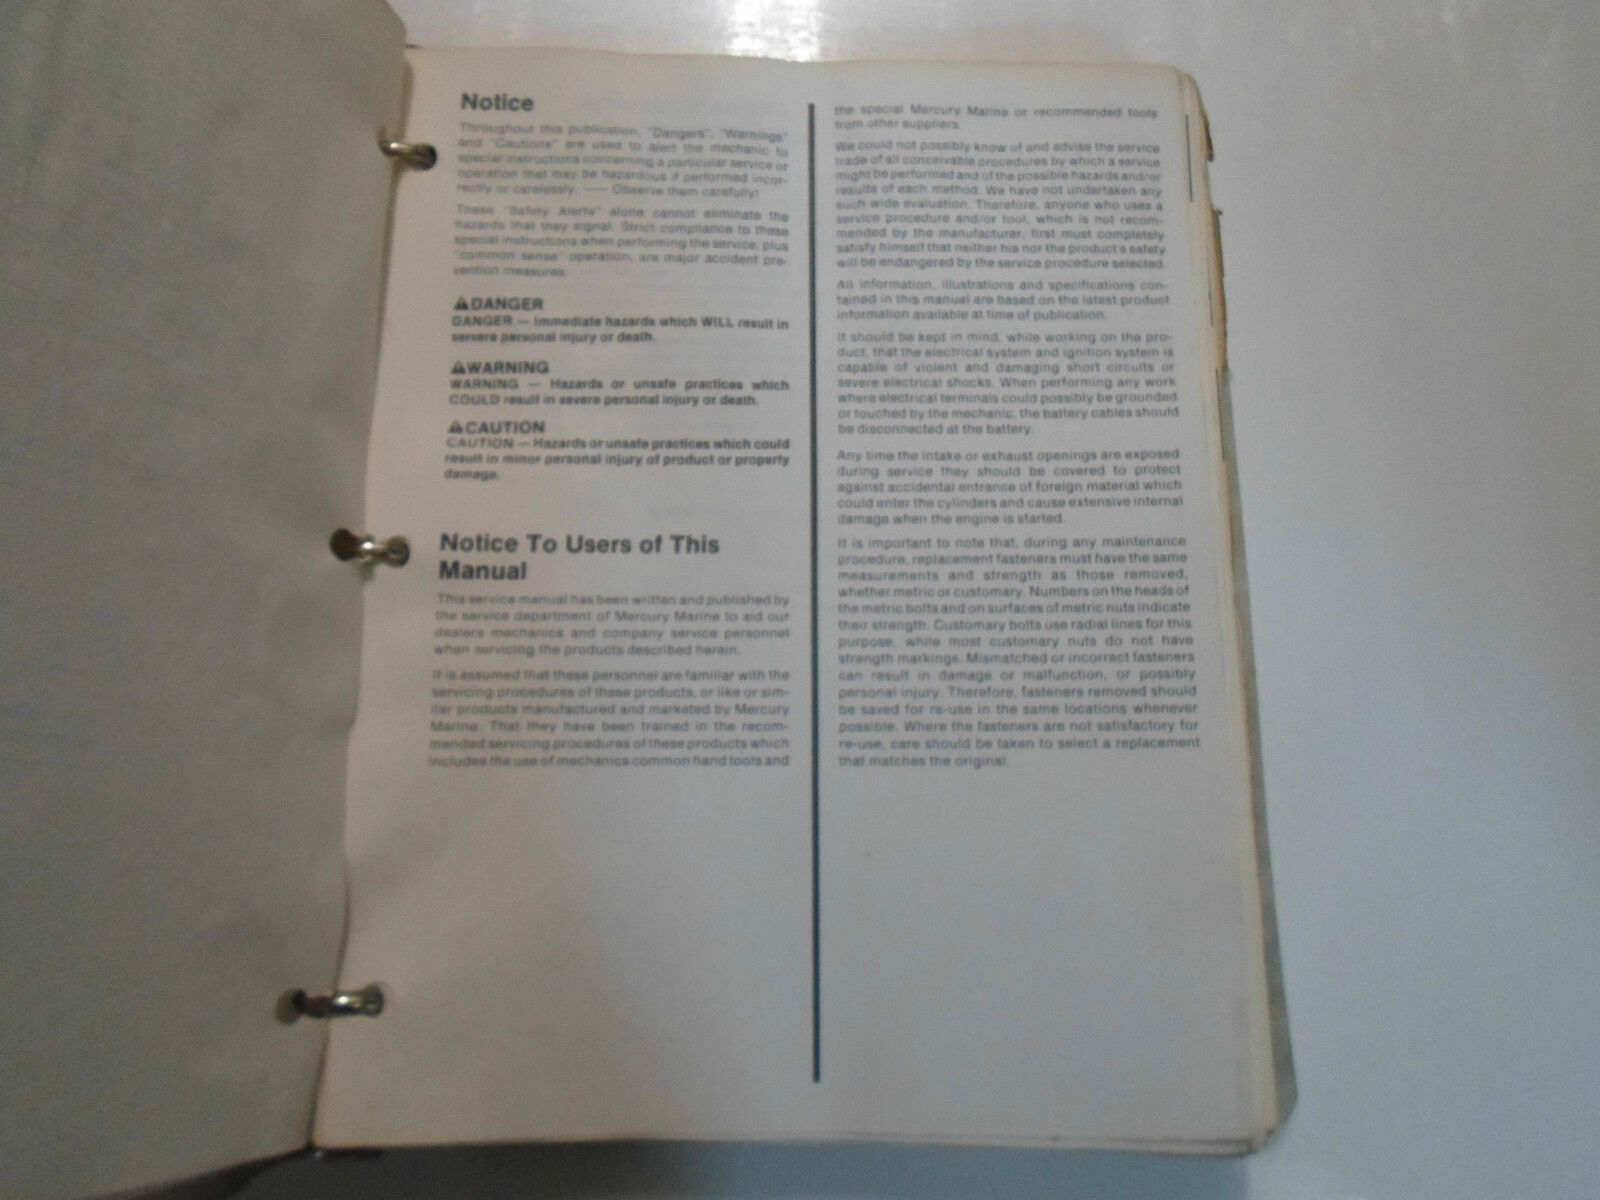 Notice
Throughout this publication, "Dangers", "Warnings"
and "Cautions" are used to alert the mechanic to
special instructions concerning a particular service or
operation that may be hazardous if performed incor-
rectly or carelessly. —— Observe them carefully!
These "Safety Alerts" alone cannot eliminate the
hazards that they signal. Strict compliance to these
special instructions when performing the service, plus
"common sense" operation, are major accident pre-
vention measures.
⚠DANGER
DANGER — Immediate hazards which WILL result in
servere personal injury or death.
⚠WARNING
WARNING — Hazards or unsafe practices which
COULD result in severe personal injury or death.
⚠CAUTION
CAUTION — Hazards or unsafe practices which could
result in minor personal injury of product or property
damage.
Notice To Users of This
Manual
This service manual has been written and published by
the service department of Mercury Marine to aid our
dealers mechanics and company service personnel
when servicing the products described herein.
It is assumed that these personnel are familiar with the
servicing procedures of these products, or like or sim-
ilar products manufactured and marketed by Mercury
Marine. That they have been trained in the recom-
mended servicing procedures of these products which
includes the use of mechanics common hand tools and
the special Mercury Marine or recommended tools
from other suppliers.
We could not possibly know of and advise the service
trade of all conceivable procedures by which a service
might be performed and of the possible hazards and/or
results of each method. We have not undertaken any
such wide evaluation. Therefore, anyone who uses a
service procedure and/or tool, which is not recom-
mended by the manufacturer, first must completely
satisfy himself that neither his nor the product's safety
will be endangered by the service procedure selected.
All information, illustrations and specifications con-
tained in this manual are based on the latest product
information available at time of publication.
It should be kept in mind, while working on the pro-
duct, that the electrical system and ignition system is
capable of violent and damaging short circuits or
severe electrical shocks. When performing any work
where electrical terminals could possibly be grounded
or touched by the mechanic, the battery cables should
be disconnected at the battery.
Any time the intake or exhaust openings are exposed
during service they should be covered to protect
against accidental entrance of foreign material which
could enter the cylinders and cause extensive internal
damage when the engine is started.
It is important to note that, during any maintenance
procedure, replacement fasteners must have the same
measurements and strength as those removed,
whether metric or customary. Numbers on the heads of
the metric bolts and on surfaces of metric nuts indicate
their strength. Customary bolts use radial lines for this
purpose, while most customary nuts do not have
strength markings. Mismatched or incorrect fasteners
can result in damage or malfunction, or possibly
personal injury. Therefore, fasteners removed should
be saved for re-use in the same locations whenever
possible. Where the fasteners are not satisfactory for
re-use, care should be taken to select a replacement
that matches the original.